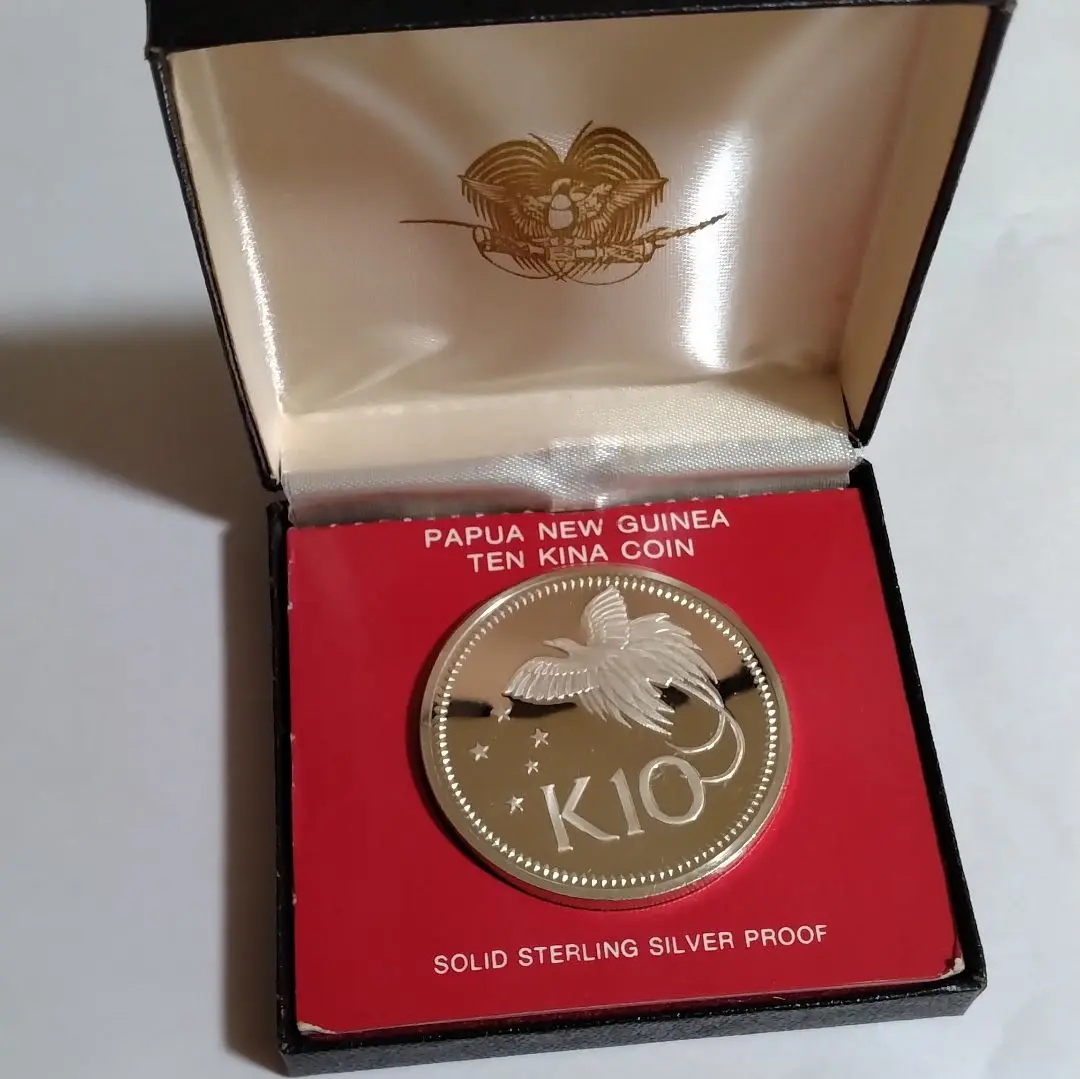 PAPUA NEW GUINEA
TEN KINA COIN
K10
SOLID STERLING SILVER PROOF